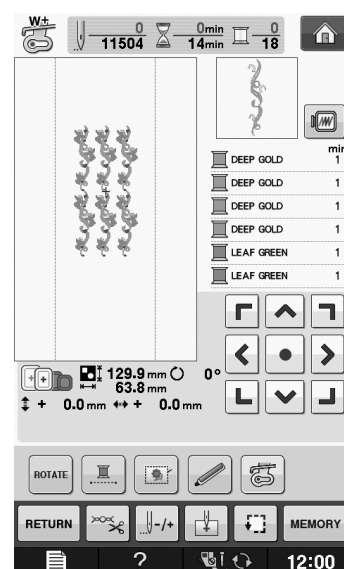 W+
0 0min 0
11504 14min 18
min
DEEP GOLD 1
DEEP GOLD 1
DEEP GOLD 1
DEEP GOLD 1
LEAF GREEN 1
LEAF GREEN 1
129.9 mm 0°
63.8 mm
+ 0.0 mm + 0.0 mm
ROTATE
RETURN -/+ MEMORY
? 12:00